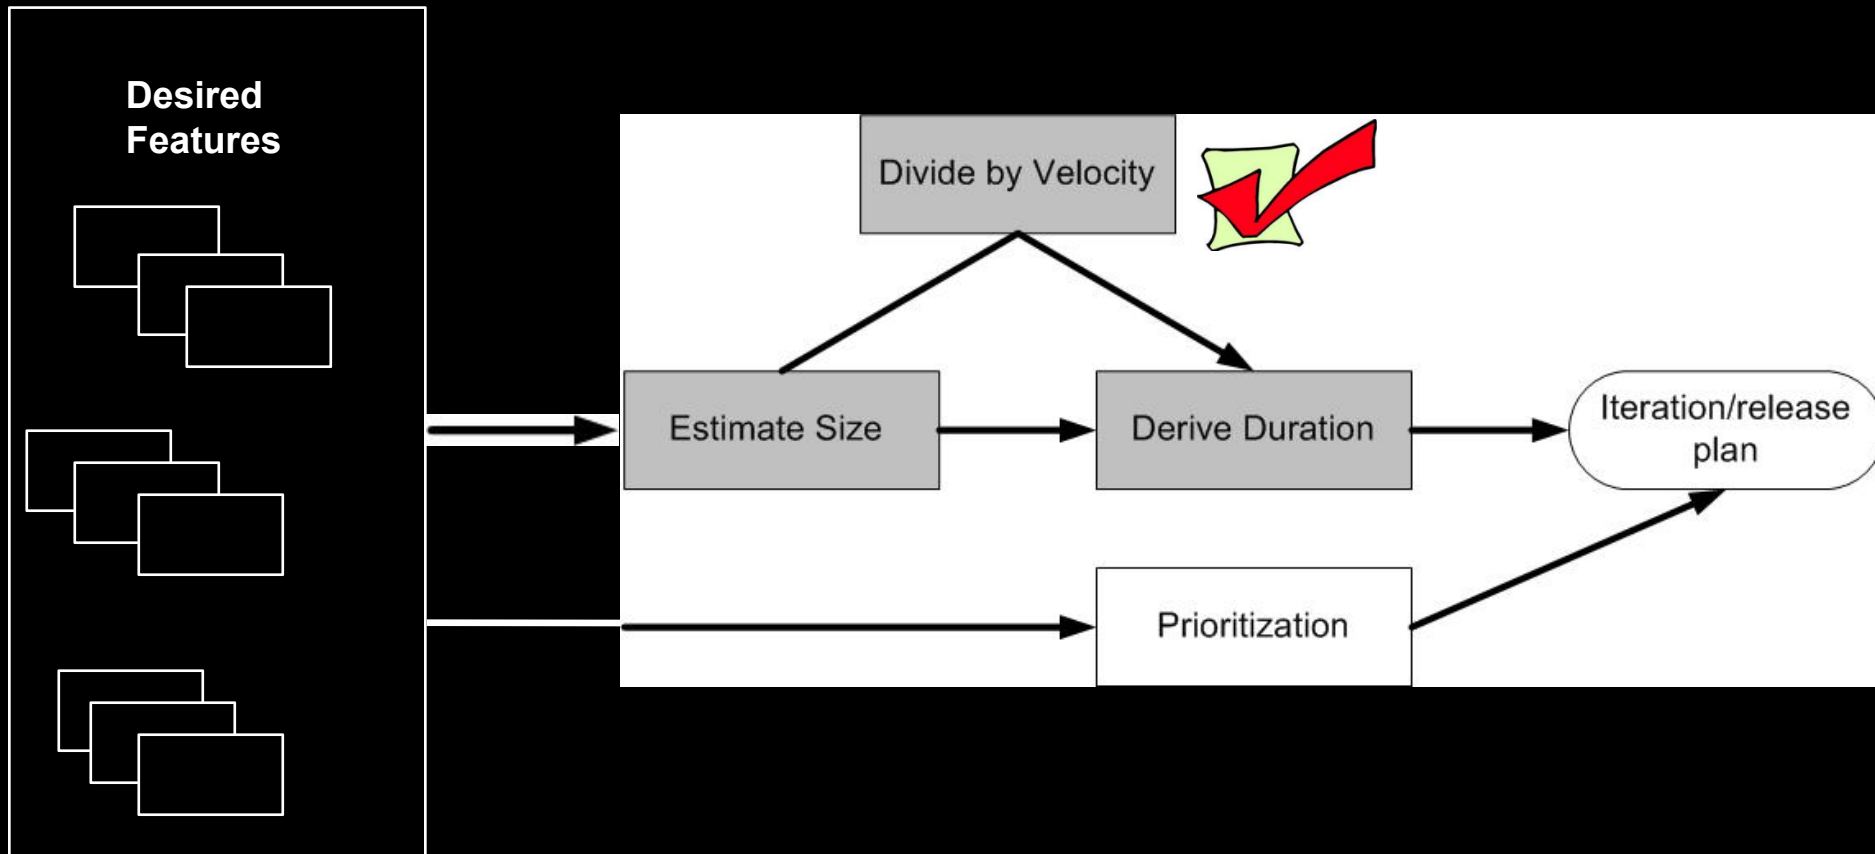 Desired
Features
Divide by Velocity
Estimate Size
Derive Duration
Iteration/release
plan
Prioritization